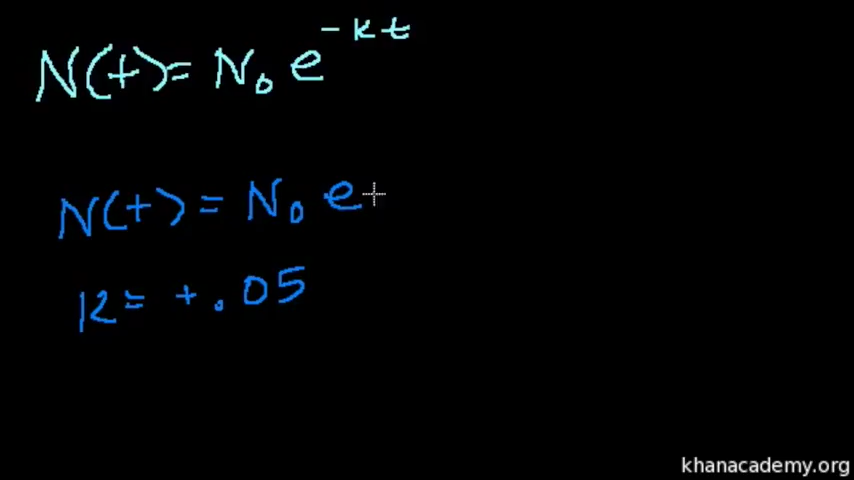 N(t)= N₀ e^{-kt}
N(t) = N₀ e
k = + .05
khanacademy.org